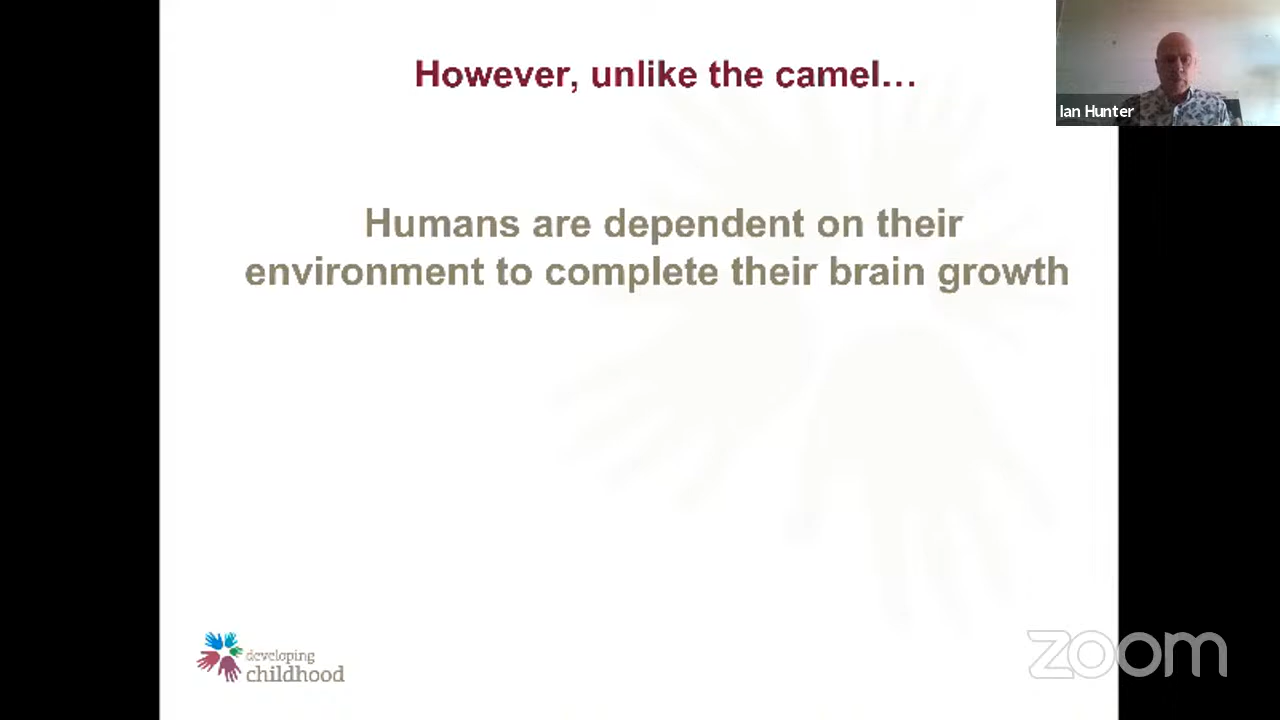 However, unlike the camel…
Ian Hunter
Humans are dependent on their
environment to complete their brain growth
developing
childhood
zoom